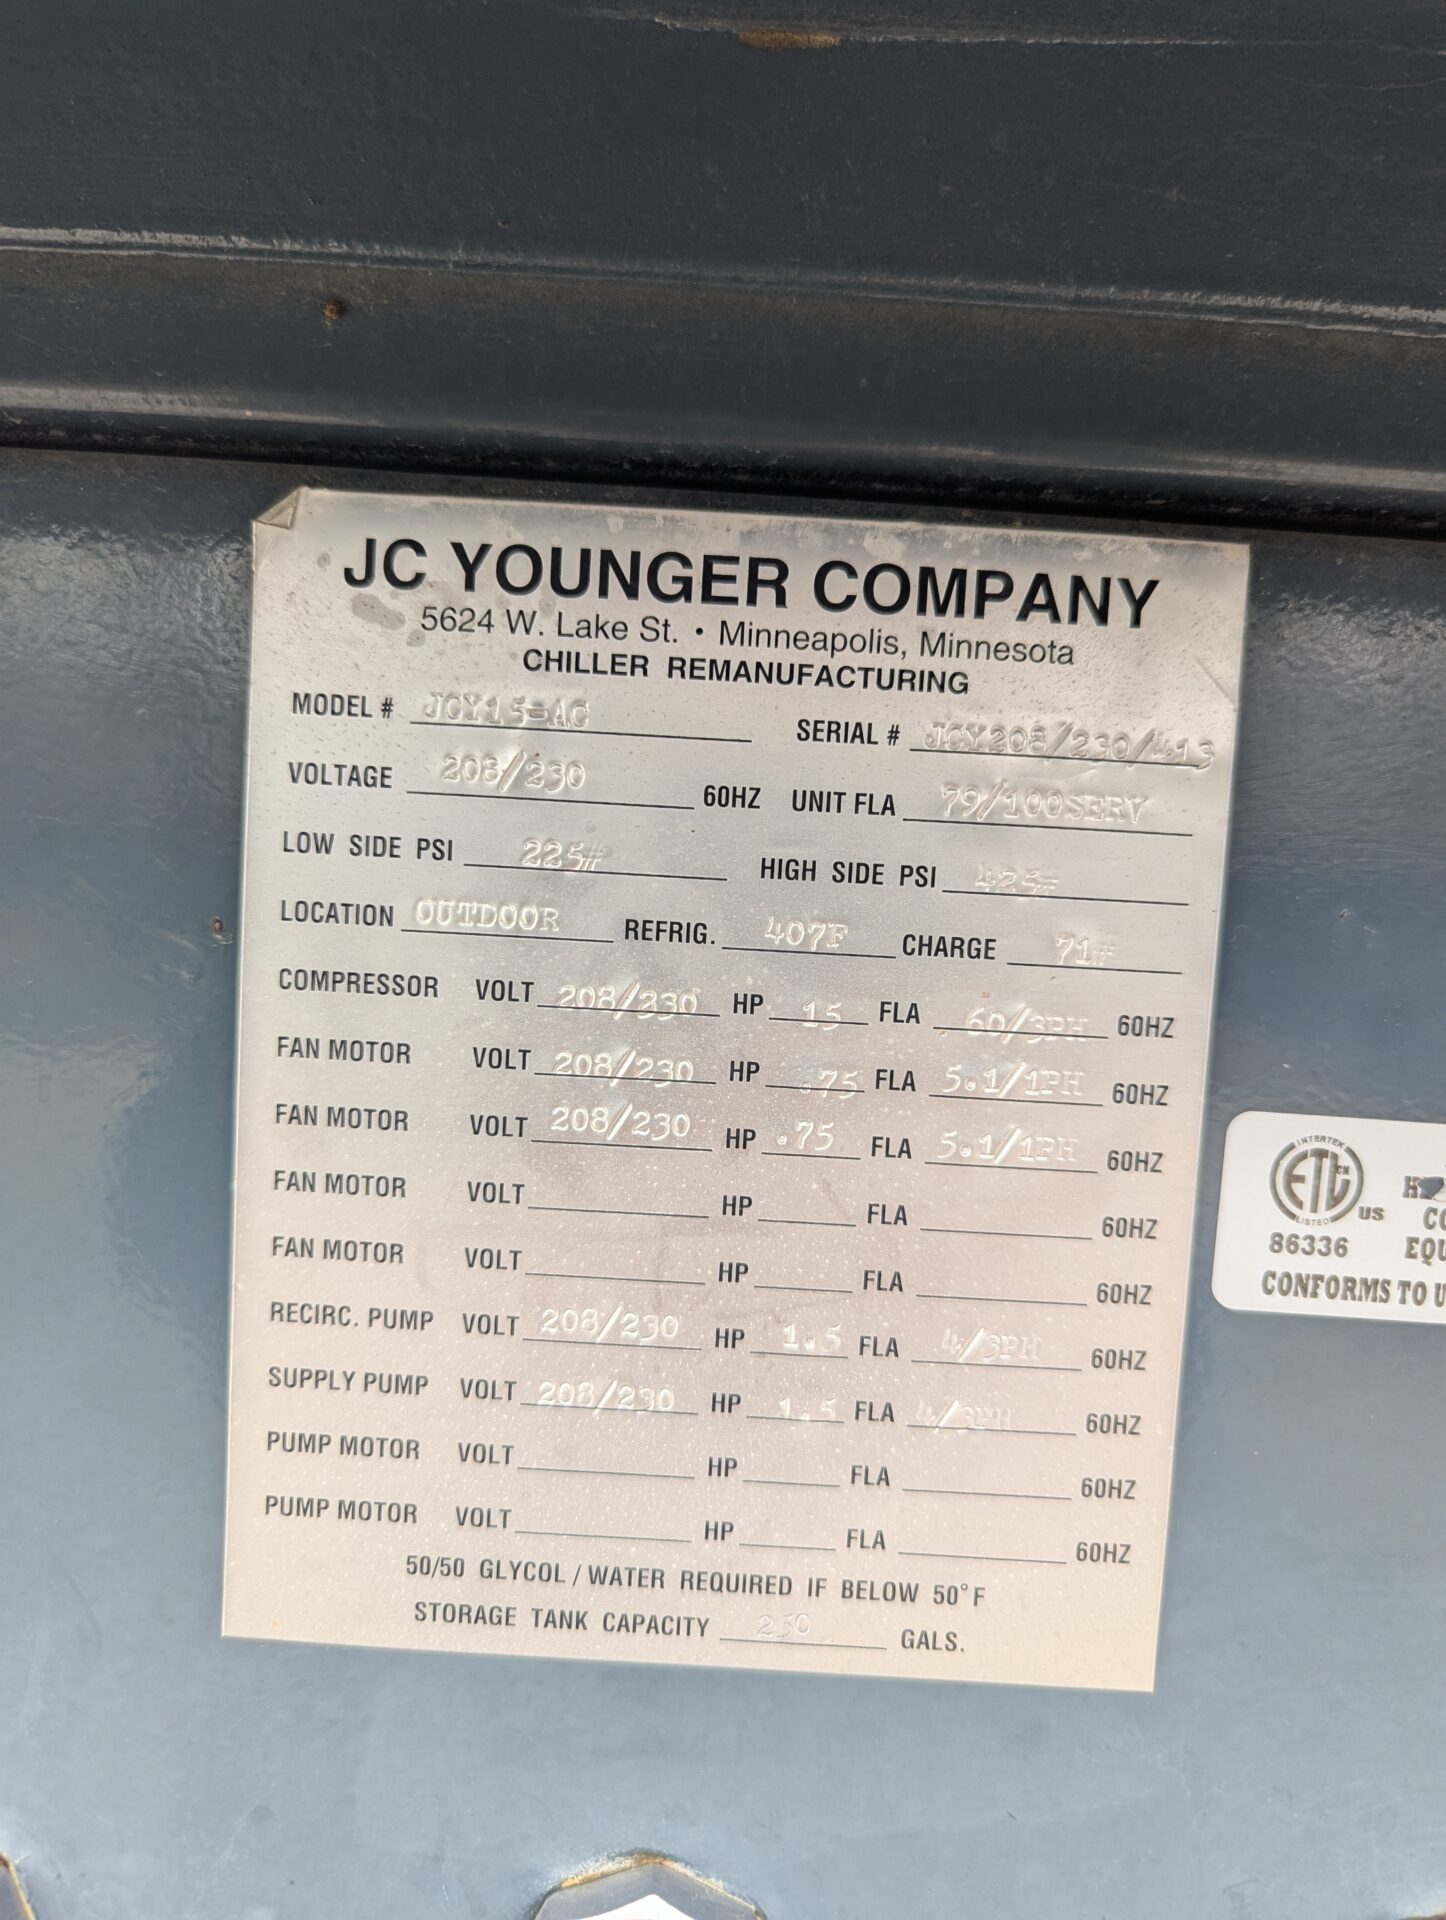 JC YOUNGER COMPANY
5624 W. Lake St. • Minneapolis, Minnesota
CHILLER REMANUFACTURING
MODEL # JCY15-AC SERIAL # JCY208/230/413
VOLTAGE 208/230 60HZ UNIT FLA 79/100SERV
LOW SIDE PSI 225# HIGH SIDE PSI 425#
LOCATION OUTDOOR REFRIG. 407F CHARGE 71#
COMPRESSOR VOLT 208/230 HP 15 FLA 60/3PH 60HZ
FAN MOTOR VOLT 208/230 HP .75 FLA 5.1/1PH 60HZ
FAN MOTOR VOLT 208/230 HP .75 FLA 5.1/1PH 60HZ
FAN MOTOR VOLT HP FLA 60HZ
FAN MOTOR VOLT HP FLA 60HZ
RECIRC. PUMP VOLT 208/230 HP 1.5 FLA 4/3PH 60HZ
SUPPLY PUMP VOLT 208/230 HP 1.5 FLA 4/3PH 60HZ
PUMP MOTOR VOLT HP FLA 60HZ
PUMP MOTOR VOLT HP FLA 60HZ
50/50 GLYCOL / WATER REQUIRED IF BELOW 50°F
STORAGE TANK CAPACITY 250 GALS.
INTERTEK
ETL CM
LISTED US
86336 EQU
CONFORMS TO U